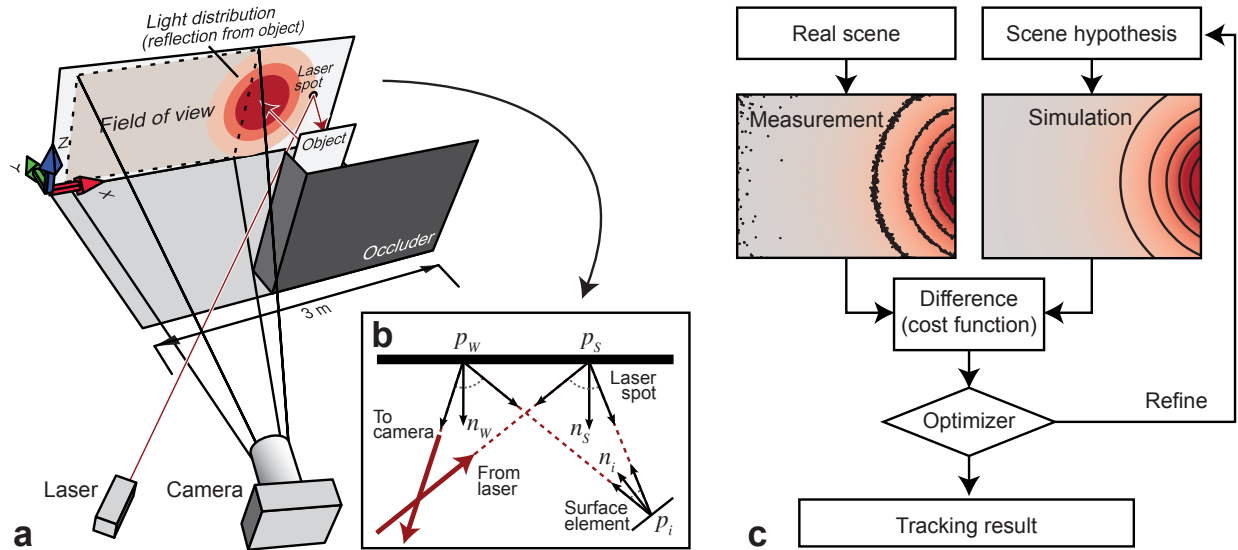 Light distribution
(reflection from object)
Laser
spot
Field of view
Object
Z
Y
X
Occluder
3 m
Laser
Camera
a
b
p_W
p_S
Laser
spot
To
camera
n_W
n_S
n_i
From
laser
Surface
element
p_i
Real scene
Scene hypothesis
Measurement
Simulation
Difference
(cost function)
Optimizer
Refine
Tracking result
c